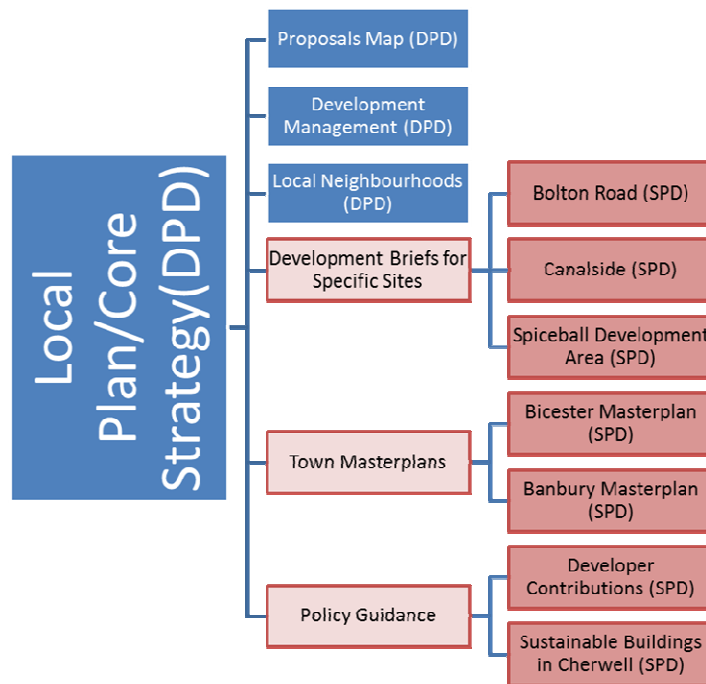 Local
Plan/Core
Strategy(DPD)
Proposals Map (DPD)
Development
Management (DPD)
Local Neighbourhoods
(DPD)
Development Briefs for
Specific Sites
Bolton Road (SPD)
Canalside (SPD)
Spiceball Development
Area (SPD)
Town Masterplans
Bicester Masterplan
(SPD)
Banbury Masterplan
(SPD)
Policy Guidance
Developer
Contributions (SPD)
Sustainable Buildings
in Cherwell (SPD)